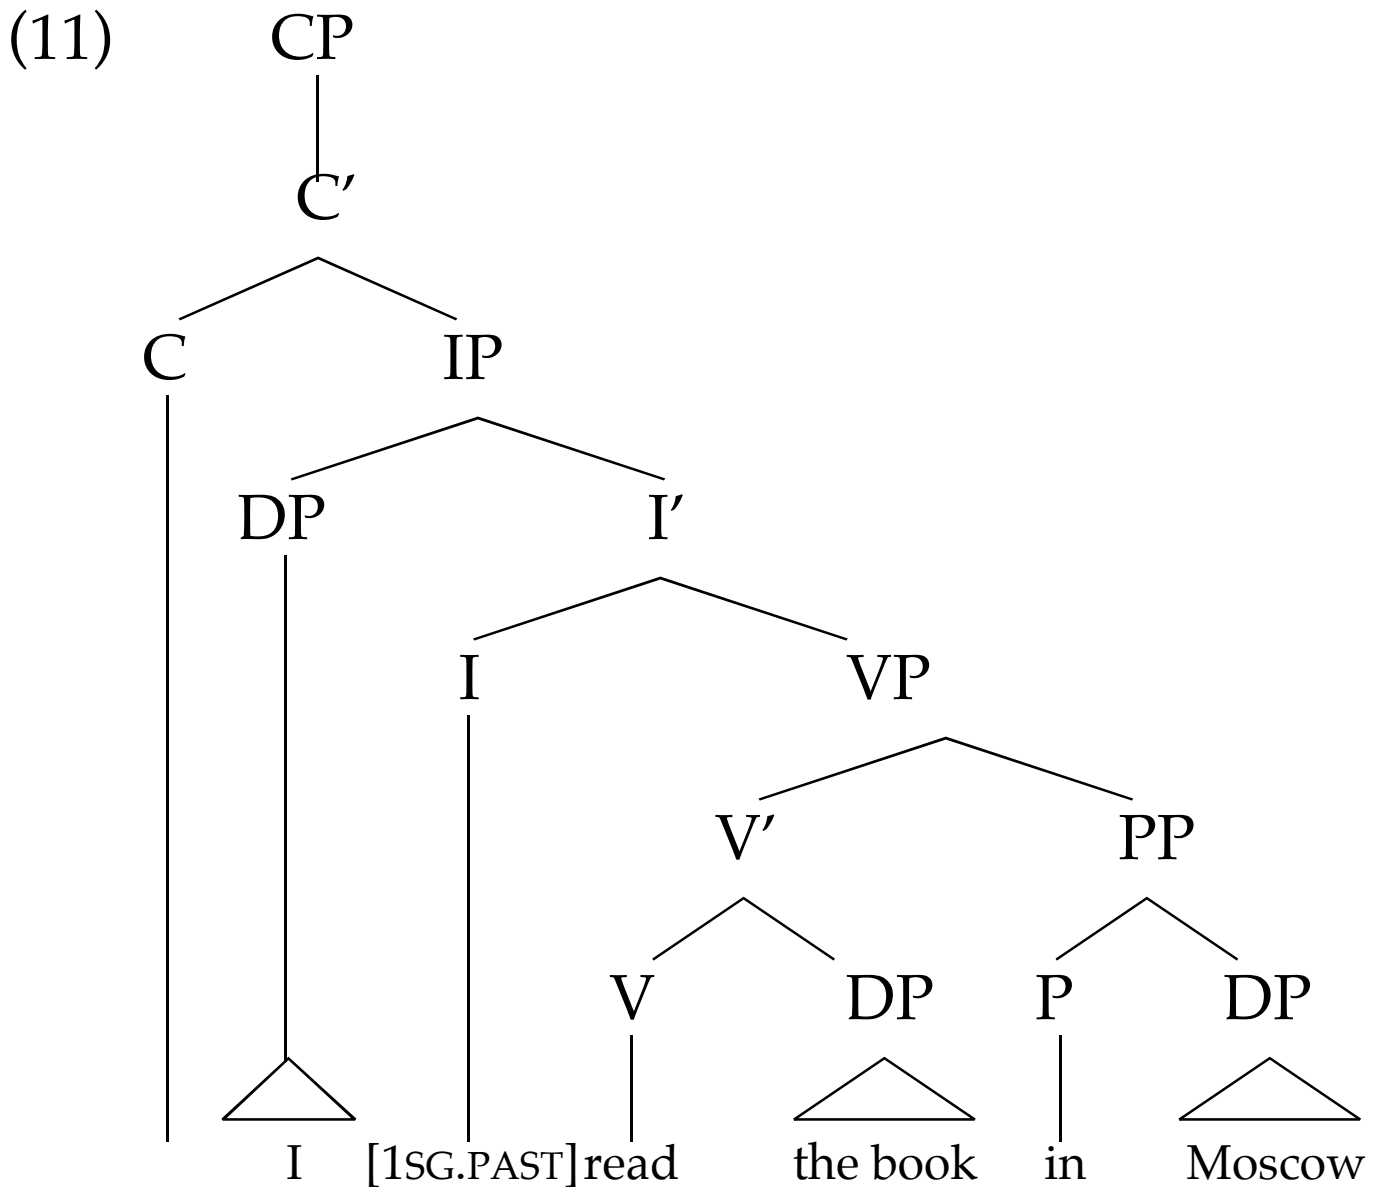 (11) CP
C′
C IP
DP I′
I VP
V′ PP
V DP P DP
I [1SG.PAST] read the book in Moscow